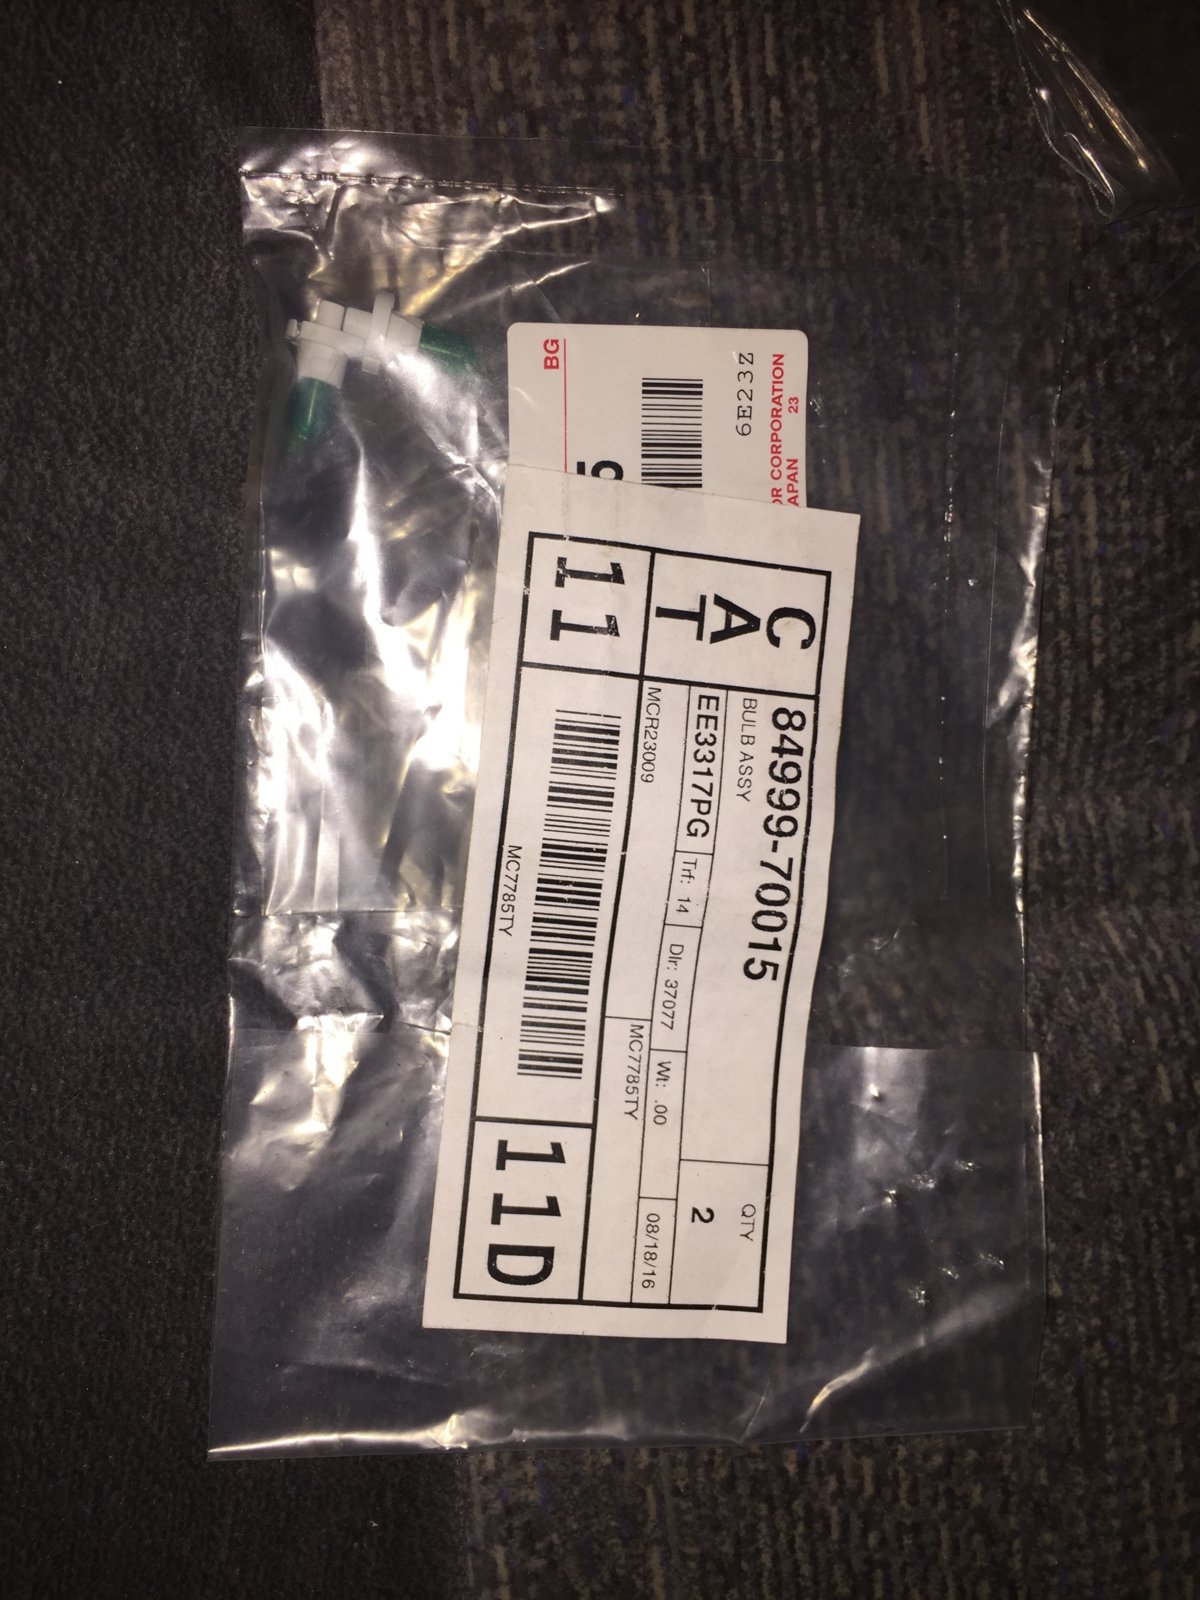 BG
6E23Z
OR CORPORATION
APAN
23
CAT
84999-70015
BULB ASSY
QTY
EE3317PG
2
Trf: 14
Dlr: 37077
Wt: .00
08/18/16
MCR23009
MC7785TY
11
MC7785TY
11D